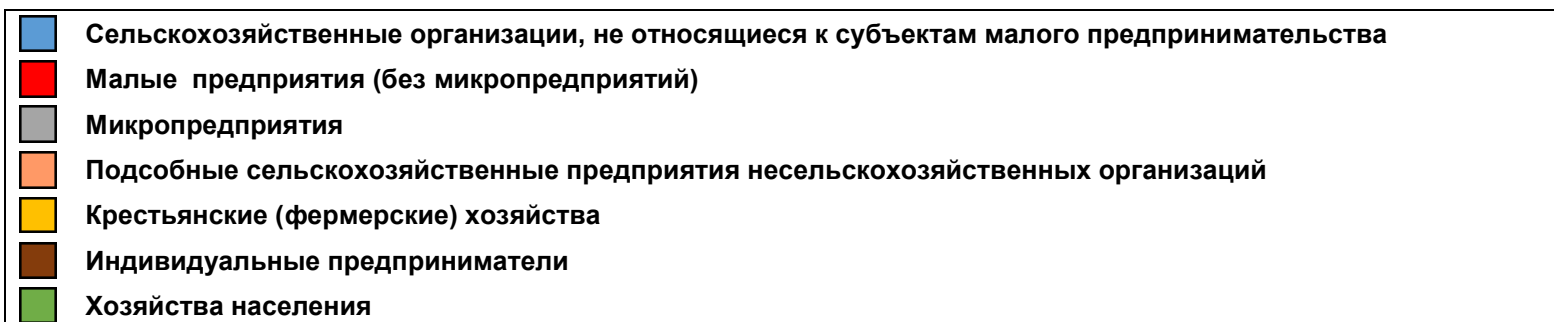 Сельскохозяйственные организации, не относящиеся к субъектам малого предпринимательства
Малые предприятия (без микропредприятий)
Микропредприятия
Подсобные сельскохозяйственные предприятия несельскохозяйственных организаций
Крестьянские (фермерские) хозяйства
Индивидуальные предприниматели
Хозяйства населения